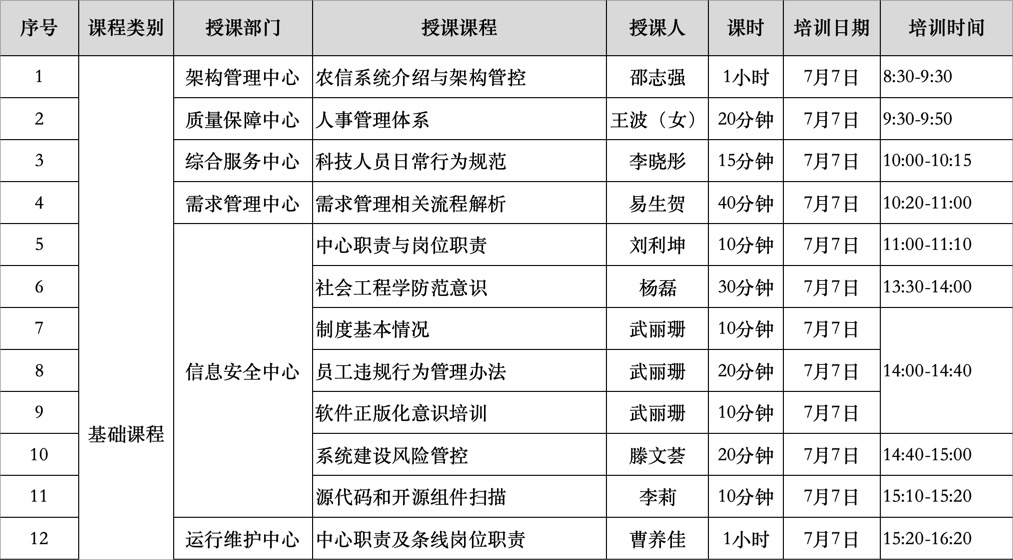 序号 课程类别 授课部门 授课课程 授课人 课时 培训日期 培训时间
1 架构管理中心 农信系统介绍与架构管控 邵志强 1小时 7月7日 8:30-9:30
2 质量保障中心 人事管理体系 王波（女） 20分钟 7月7日 9:30-9:50
3 综合服务中心 科技人员日常行为规范 李晓彤 15分钟 7月7日 10:00-10:15
4 需求管理中心 需求管理相关流程解析 易生贺 40分钟 7月7日 10:20-11:00
5 中心职责与岗位职责 刘利坤 10分钟 7月7日 11:00-11:10
6 社会工程学防范意识 杨磊 30分钟 7月7日 13:30-14:00
7 制度基本情况 武丽珊 10分钟 7月7日
8 信息安全中心 员工违规行为管理办法 武丽珊 20分钟 7月7日 14:00-14:40
9 软件正版化意识培训 武丽珊 10分钟 7月7日
基础课程
10 系统建设风险管控 滕文荟 20分钟 7月7日 14:40-15:00
11 源代码和开源组件扫描 李莉 10分钟 7月7日 15:10-15:20
12 运行维护中心 中心职责及条线岗位职责 曹养佳 1小时 7月7日 15:20-16:20